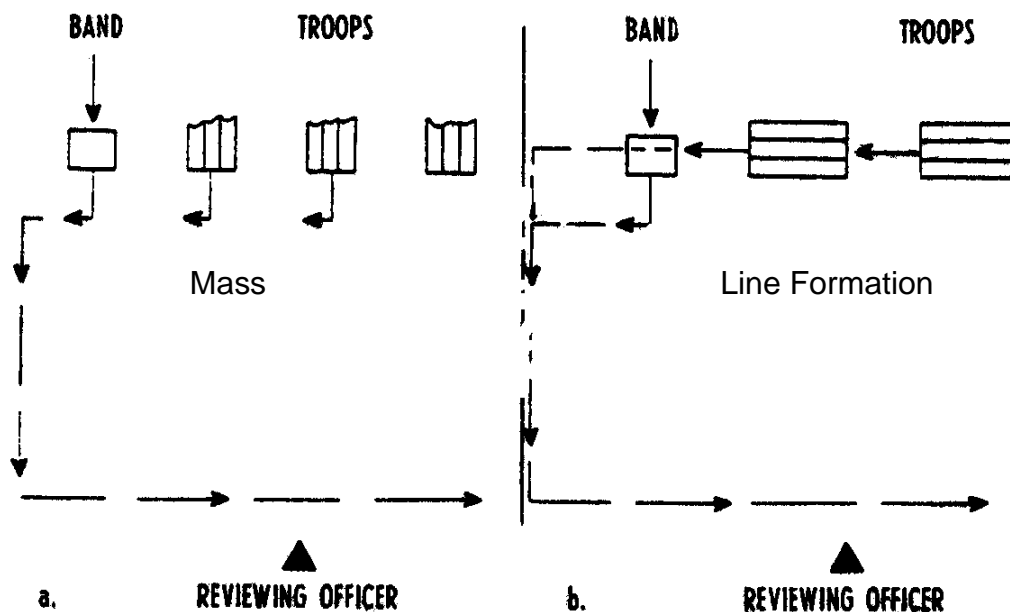 BAND TROOPS BAND TROOPS
Mass Line Formation
a. REVIEWING OFFICER b. REVIEWING OFFICER